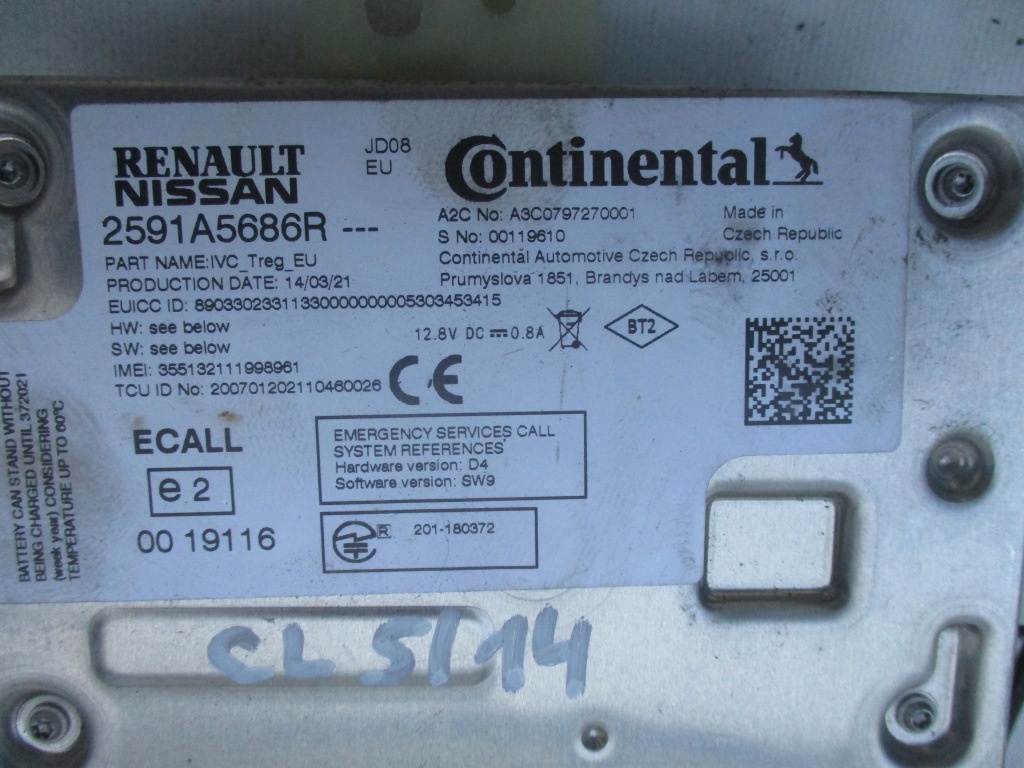 RENAULT
NISSAN
JD08
EU
Continental
2591A5686R ---
A2C No: A3C0797270001
S No: 00119610
Made in
Czech Republic
Continental Automotive Czech Republic, s.r.o.
Prumyslova 1851, Brandys nad Labem, 25001
PART NAME:IVC_Treg_EU
PRODUCTION DATE: 14/03/21
EUICC ID: 89033023311330000000005303453415
HW: see below
SW: see below
IMEI: 355132111998961
TCU ID No: 200701202110460026
12.8V DC 0.8A
BT2
CE
ECALL
e2
00 19116
EMERGENCY SERVICES CALL
SYSTEM REFERENCES
Hardware version: D4
Software version: SW9
R 201-180372
BATTERY CAN STAND WITHOUT
BEING CHARGED UNTIL 372021
(week year) CONSIDERING
TEMPERATURE UP TO 60°C
CL 5/14